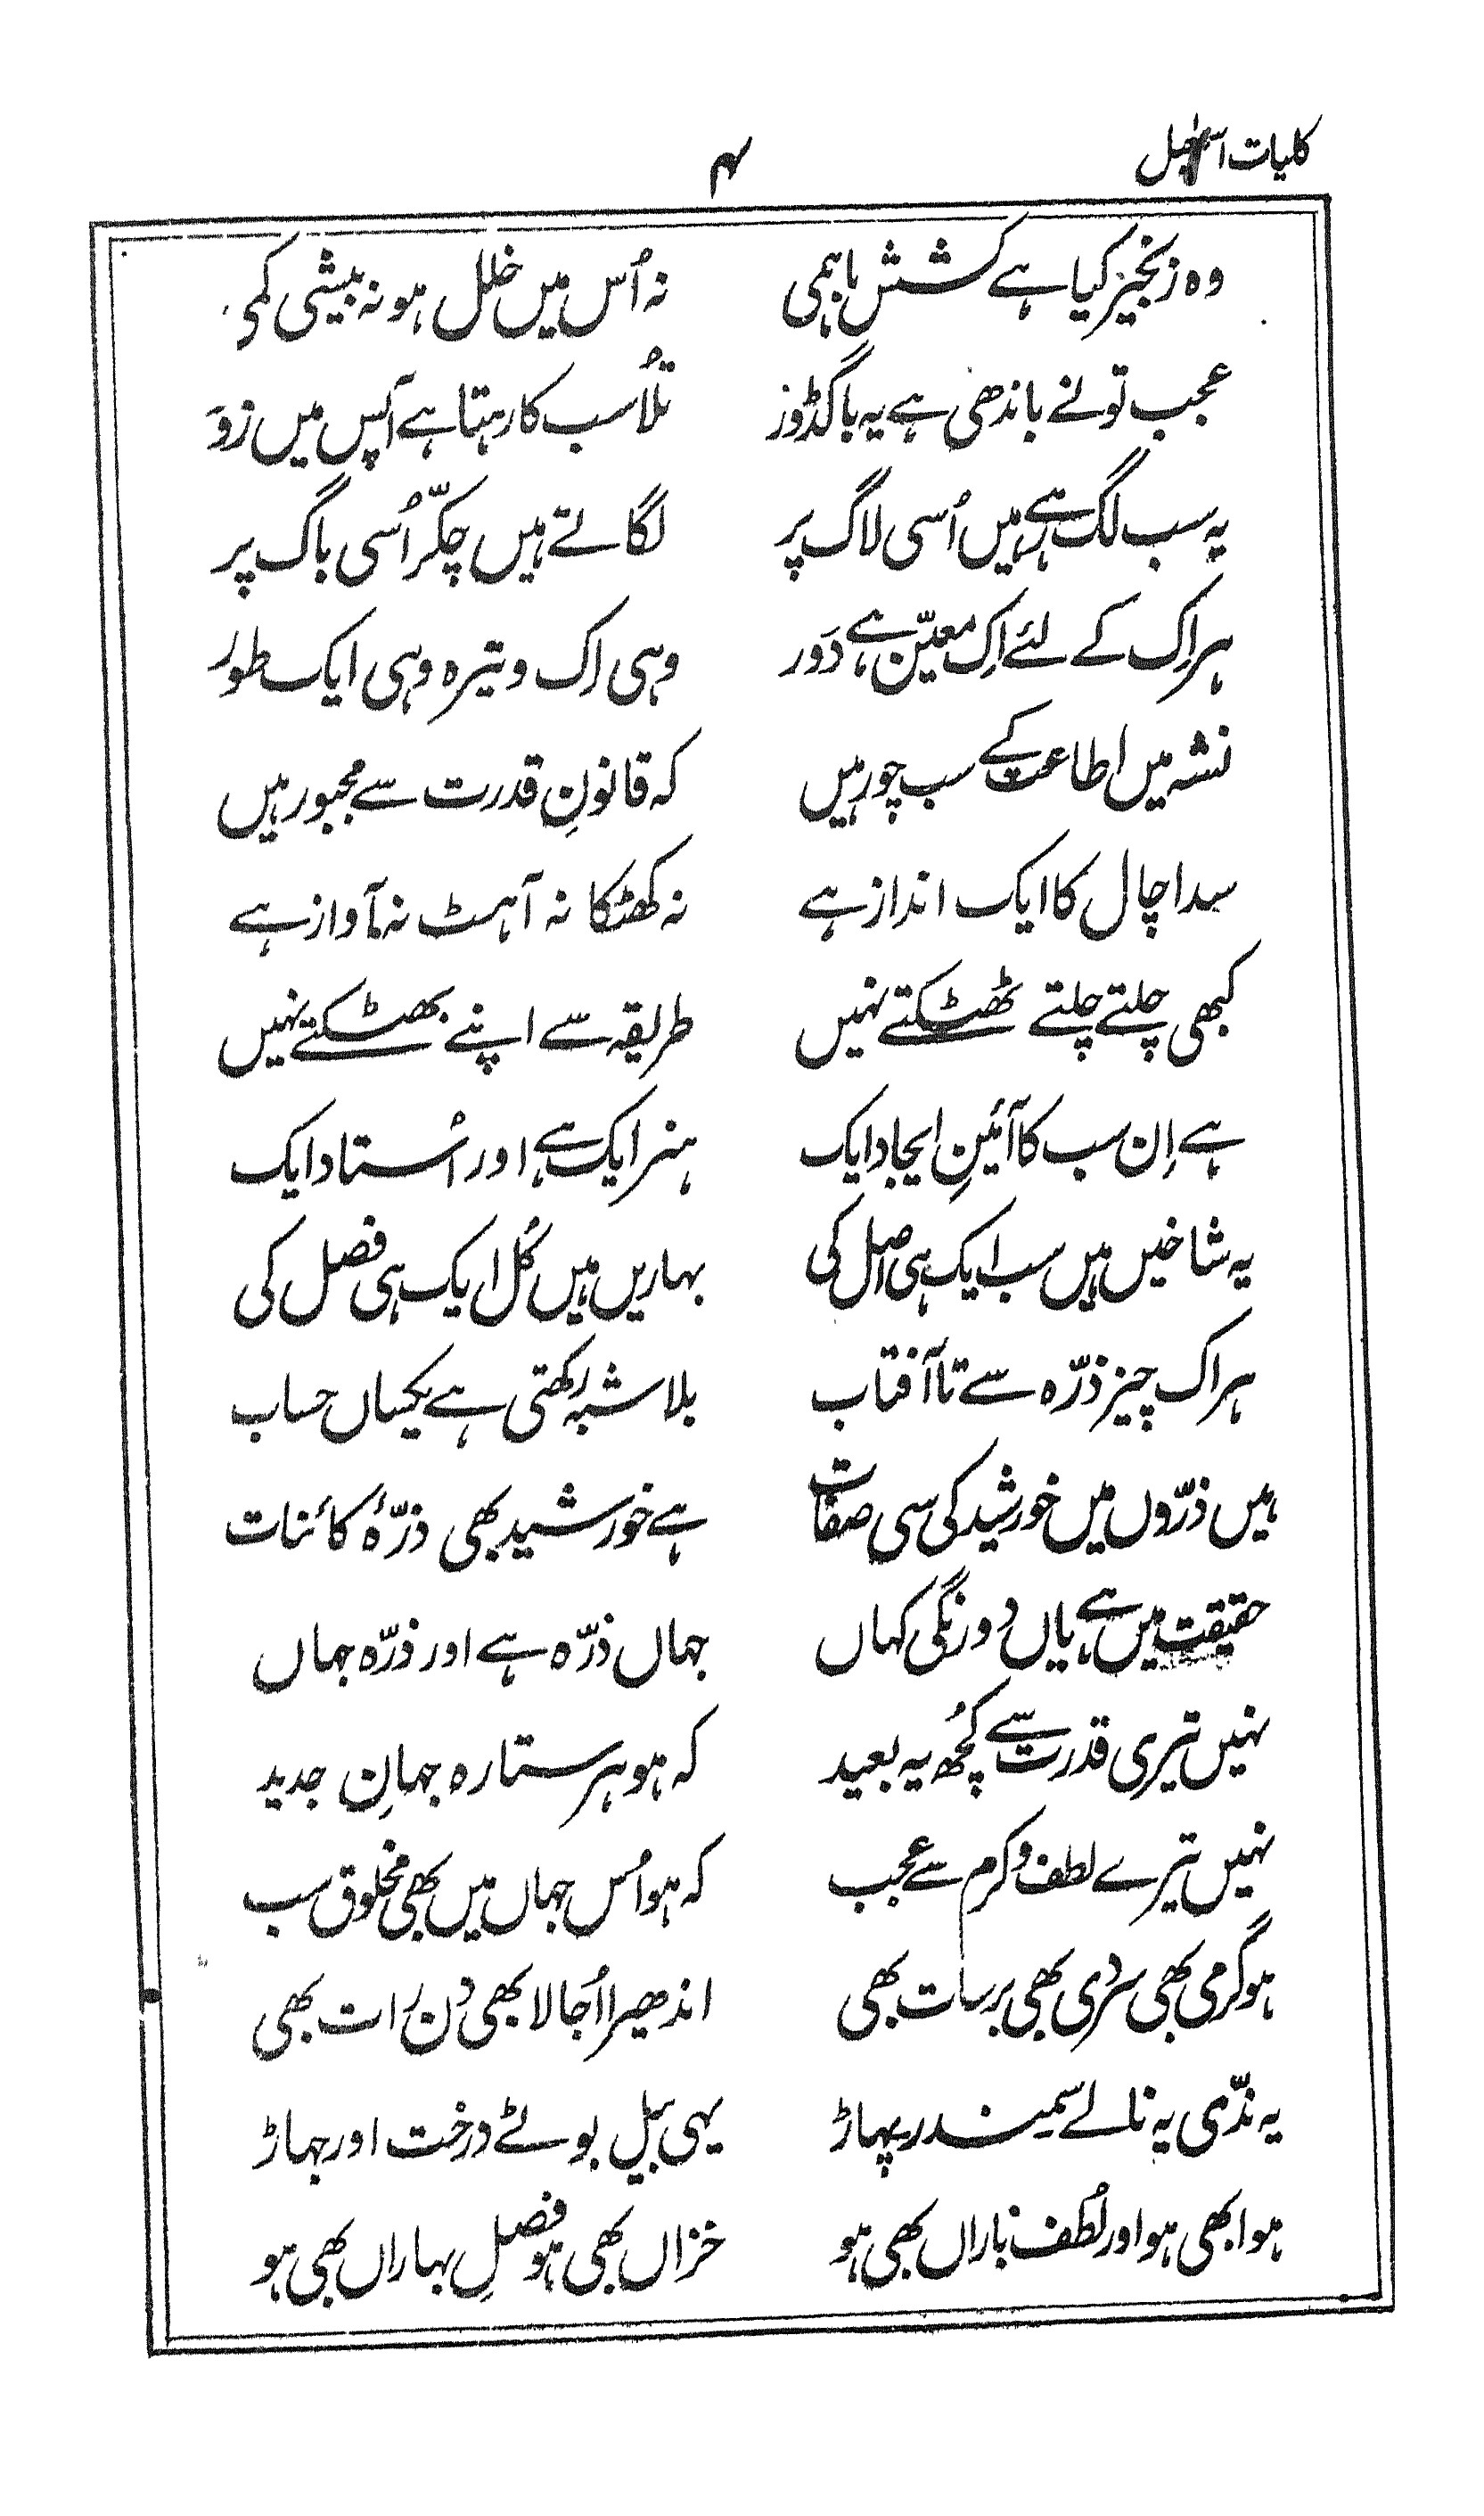 کلیات اسمٰعیل ۴
وہ زنجیر کیا ہے کشش باہمی نہ اُس میں خلل ہو نہ بیشی کمی
عجب تو نے باندھی ہے یہ باگ ڈور تُلا سب کا رہتا ہے آپس میں زور
یہ سب لگ رہے ہیں اُسی لاگ پر لگاتے ہیں چکّر اُسی باگ پر
ہر اِک کے لئے اِک معیّن ہے دَور وہی اِک وتیرہ وہی ایک طور
نشہ میں اطاعت کے سب چور ہیں کہ قانونِ قدرت سے مجبور ہیں
سدا چال کا ایک انداز ہے نہ کھٹکا نہ آہٹ نہ آواز ہے
کبھی چلتے چلتے ٹھٹکتے نہیں طریقہ سے اپنے بھٹکتے نہیں
ہے اِن سب کا آئینِ ایجاد ایک ہنر ایک ہے اور اُستاد ایک
یہ شاخیں ہیں سب ایک ہی اصل کی بہاریں ہیں کُل ایک ہی فصل کی
ہر اک چیز ذرّہ سے تا آفتاب بلا شبہ رکھتی ہے یکساں حساب
ہیں ذرّوں میں خورشید کی سی صفات ہے خورشید بھی ذرّۂ کائنات
حقیقت میں ہے یاں دو رنگی کہاں جہاں ذرّہ ہے اور ذرّہ جہاں
نہیں تیری قدرت سے کُچھ یہ بعید کہ ہو ہر ستارہ جہانِ جدید
نہیں تیرے لطف و کرم سے عجب کہ ہو اُس جہاں میں بھی مخلوق سب
ہو گرمی بھی سردی بھی برسات بھی اندھیرا اُجالا بھی دن رات بھی
یہ ندّی یہ نالے سمندر پہاڑ یہی بیل بوٹے درخت اور جھاڑ
ہوا بھی ہو اور لُطف باراں بھی ہو خزاں بھی ہو فصلِ بہاراں بھی ہو